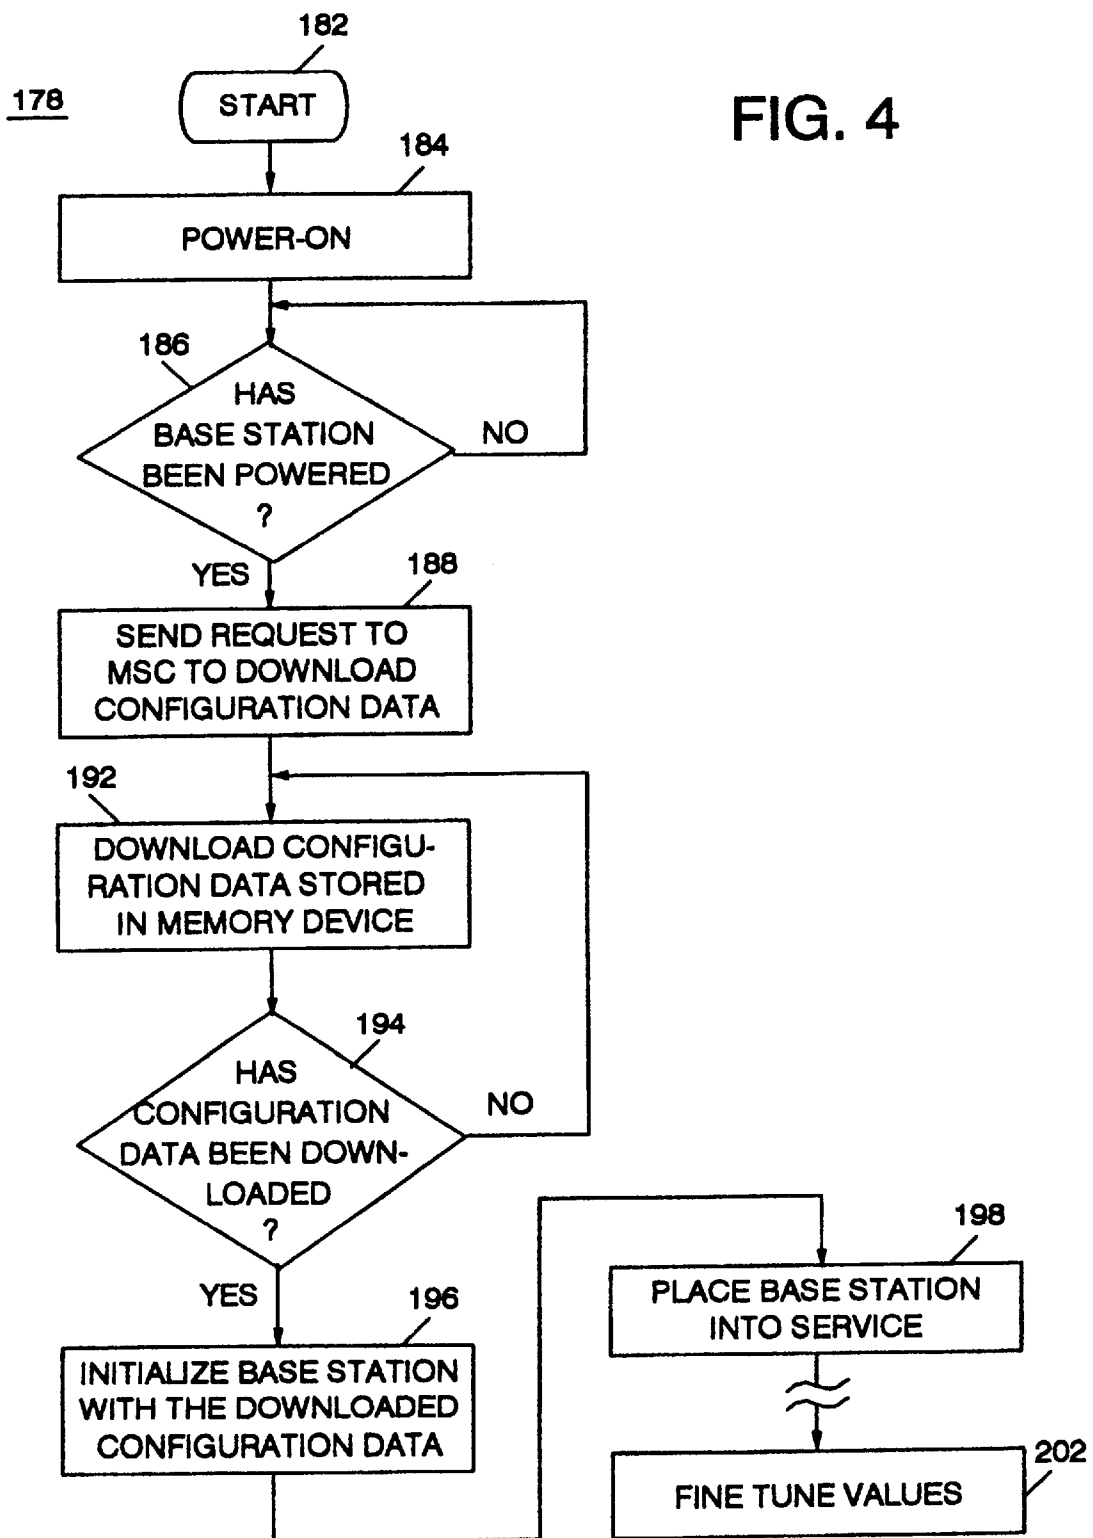 182
178
START
FIG. 4
184
POWER-ON
186
HAS
BASE STATION
BEEN POWERED
?
NO
YES
188
SEND REQUEST TO
MSC TO DOWNLOAD
CONFIGURATION DATA
192
DOWNLOAD CONFIGU-
RATION DATA STORED
IN MEMORY DEVICE
194
HAS
CONFIGURATION
DATA BEEN DOWN-
LOADED
?
NO
YES
196
INITIALIZE BASE STATION
WITH THE DOWNLOADED
CONFIGURATION DATA
198
PLACE BASE STATION
INTO SERVICE
202
FINE TUNE VALUES